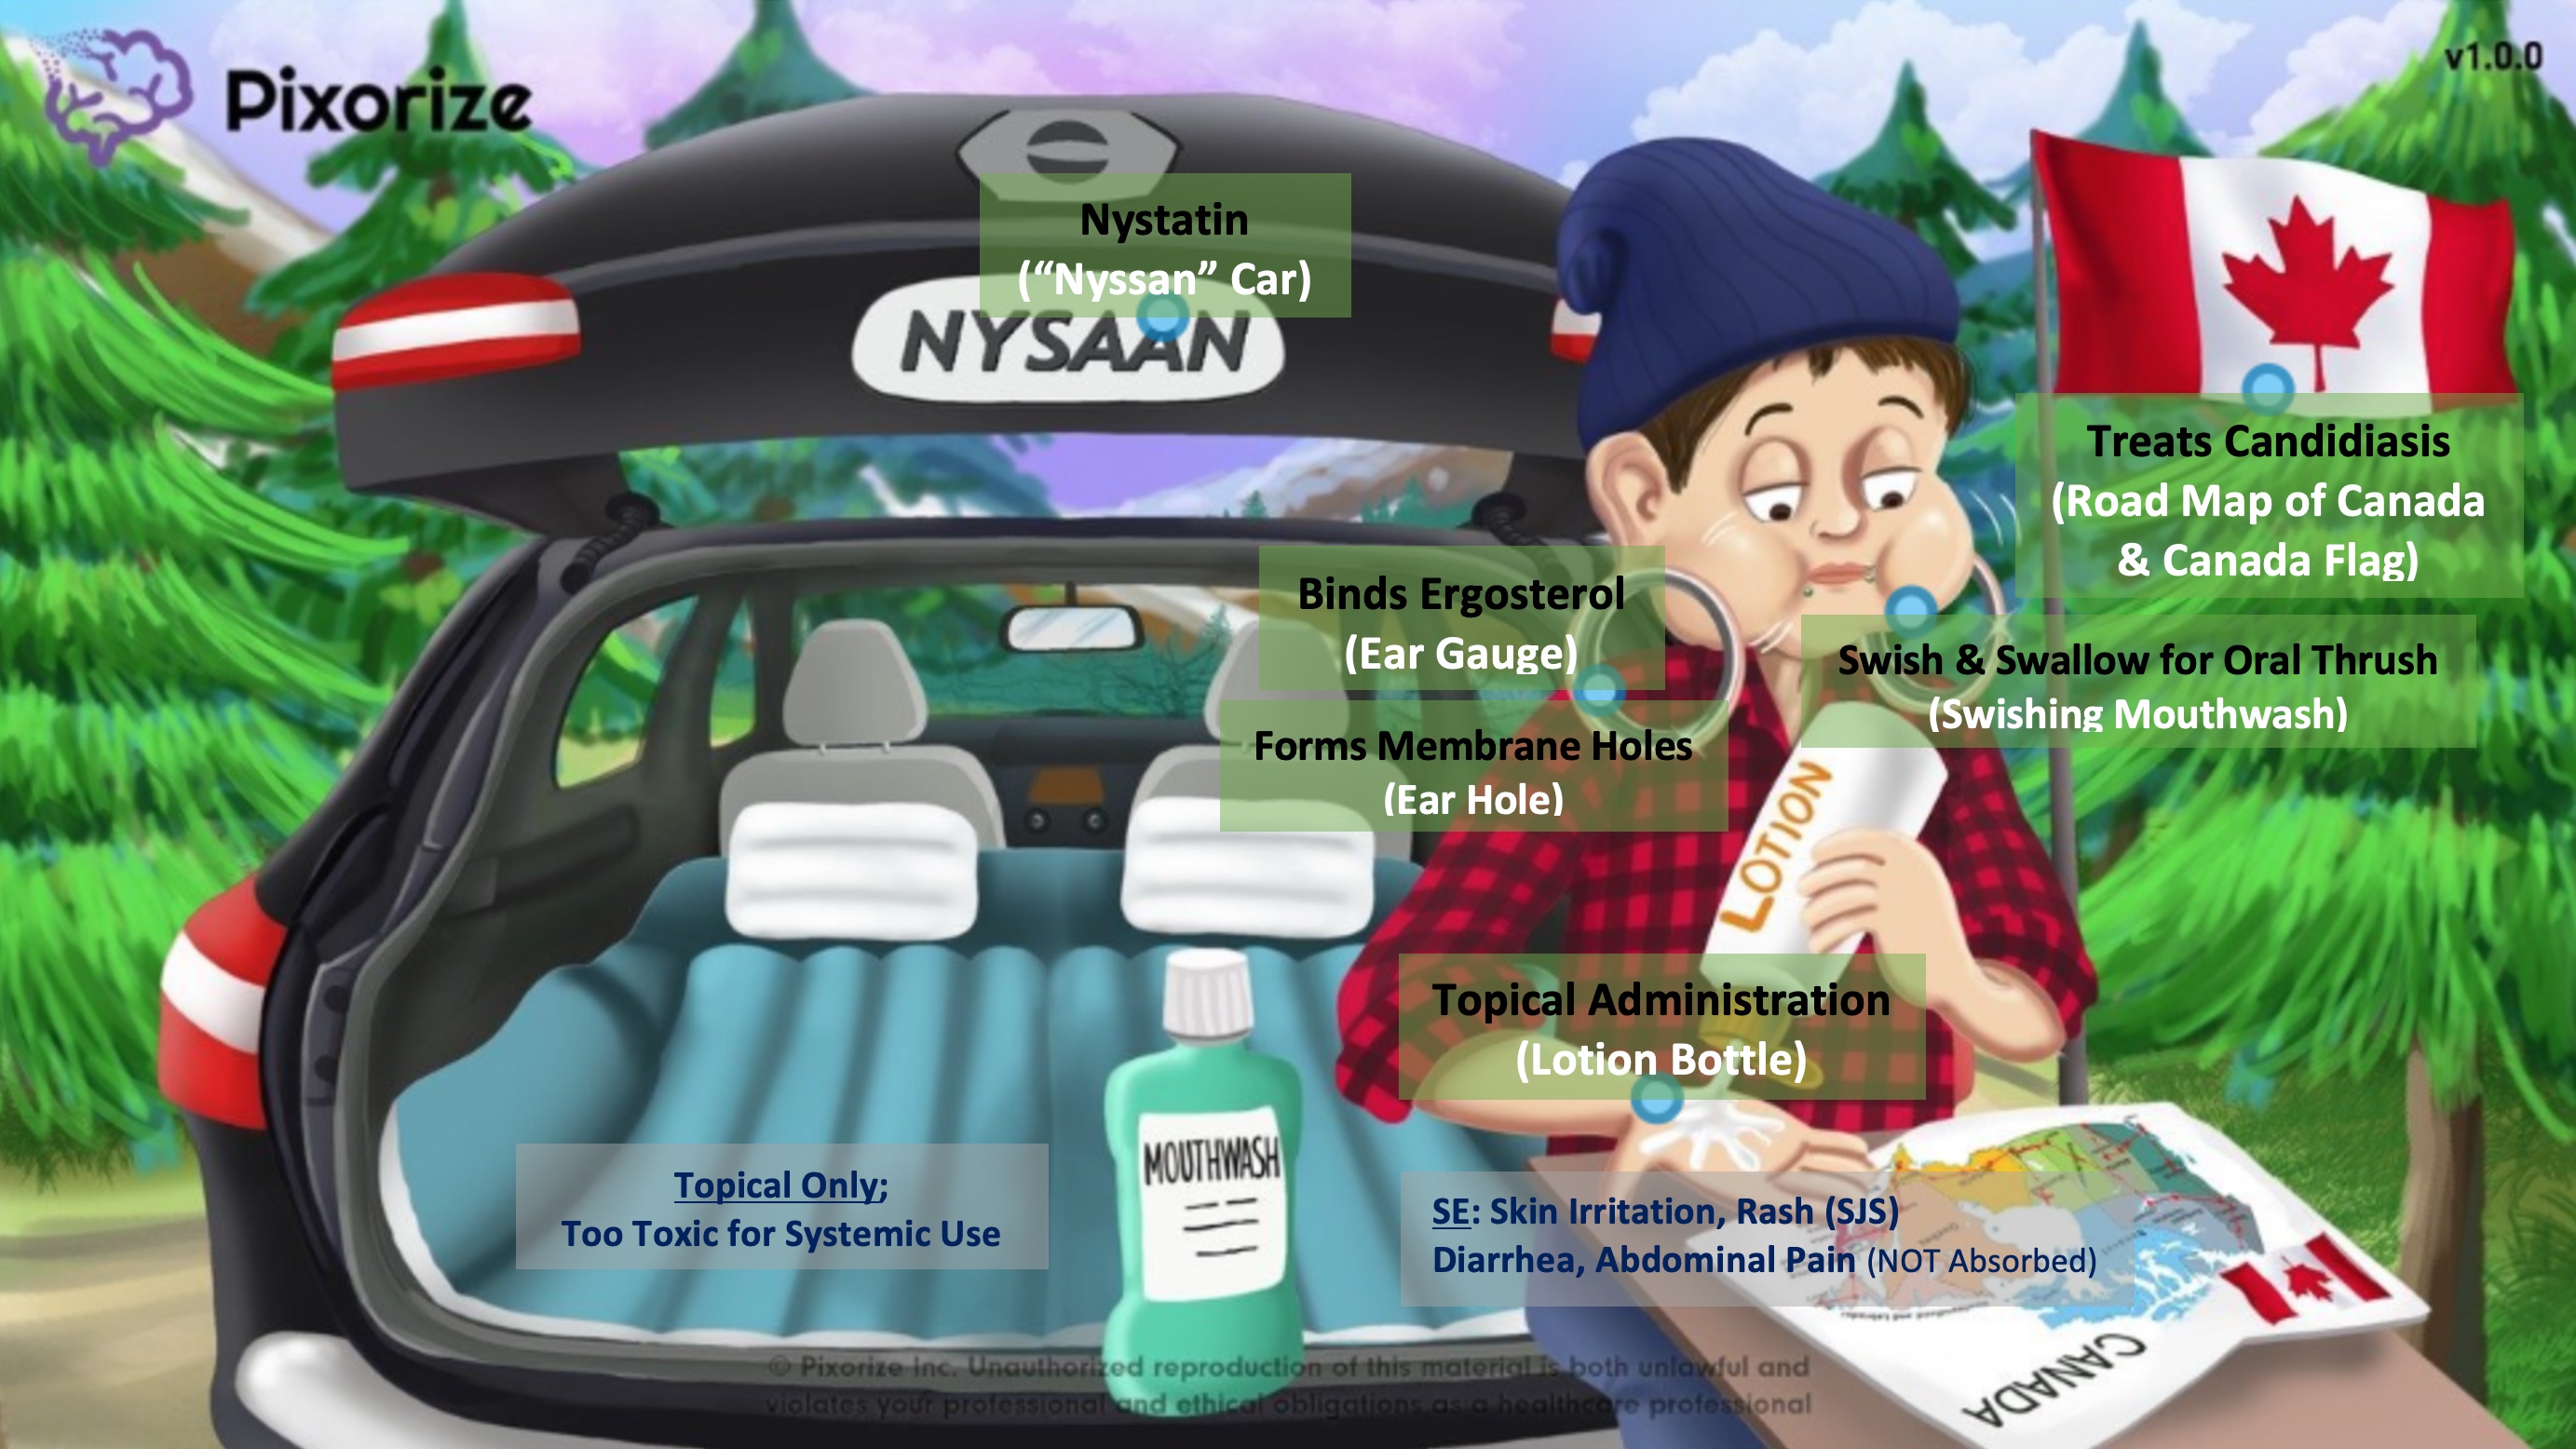 Pixorize
v1.0.0
Nystatin
(“Nyssan” Car)
NYSAAN
Treats Candidiasis
(Road Map of Canada
& Canada Flag)
Binds Ergosterol
(Ear Gauge)
Swish & Swallow for Oral Thrush
(Swishing Mouthwash)
Forms Membrane Holes
(Ear Hole)
LOTION
Topical Administration
(Lotion Bottle)
MOUTHWASH
Topical Only;
Too Toxic for Systemic Use
SE: Skin Irritation, Rash (SJS)
Diarrhea, Abdominal Pain (NOT Absorbed)
CANADA
© Pixorize Inc. Unauthorized reproduction of this material is both unlawful and
violates your professional and ethical obligations as a healthcare professional